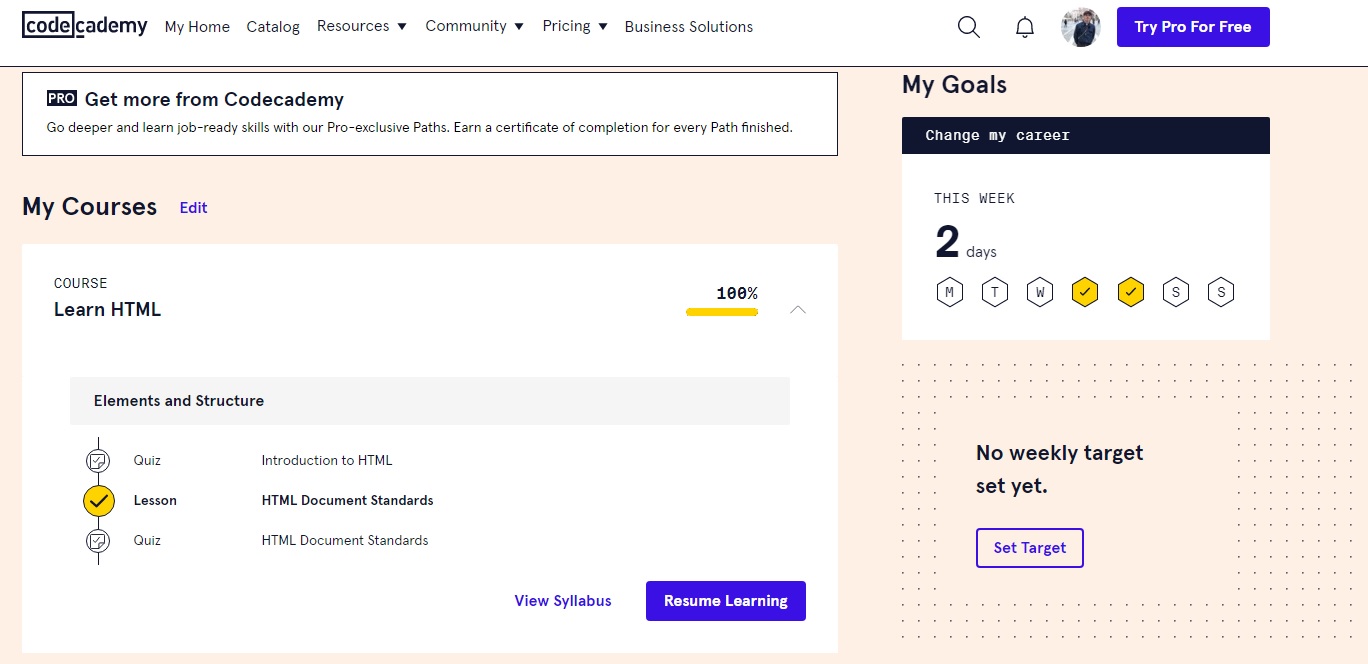 codecademy My Home Catalog Resources Community Pricing Business Solutions Try Pro For Free
PRO Get more from Codecademy
Go deeper and learn job-ready skills with our Pro-exclusive Paths. Earn a certificate of completion for every Path finished.
My Courses Edit
COURSE
Learn HTML
100%
Elements and Structure
Quiz Introduction to HTML
Lesson HTML Document Standards
Quiz HTML Document Standards
View Syllabus Resume Learning
My Goals
Change my career
THIS WEEK
2 days
M T W S S
No weekly target
set yet.
Set Target